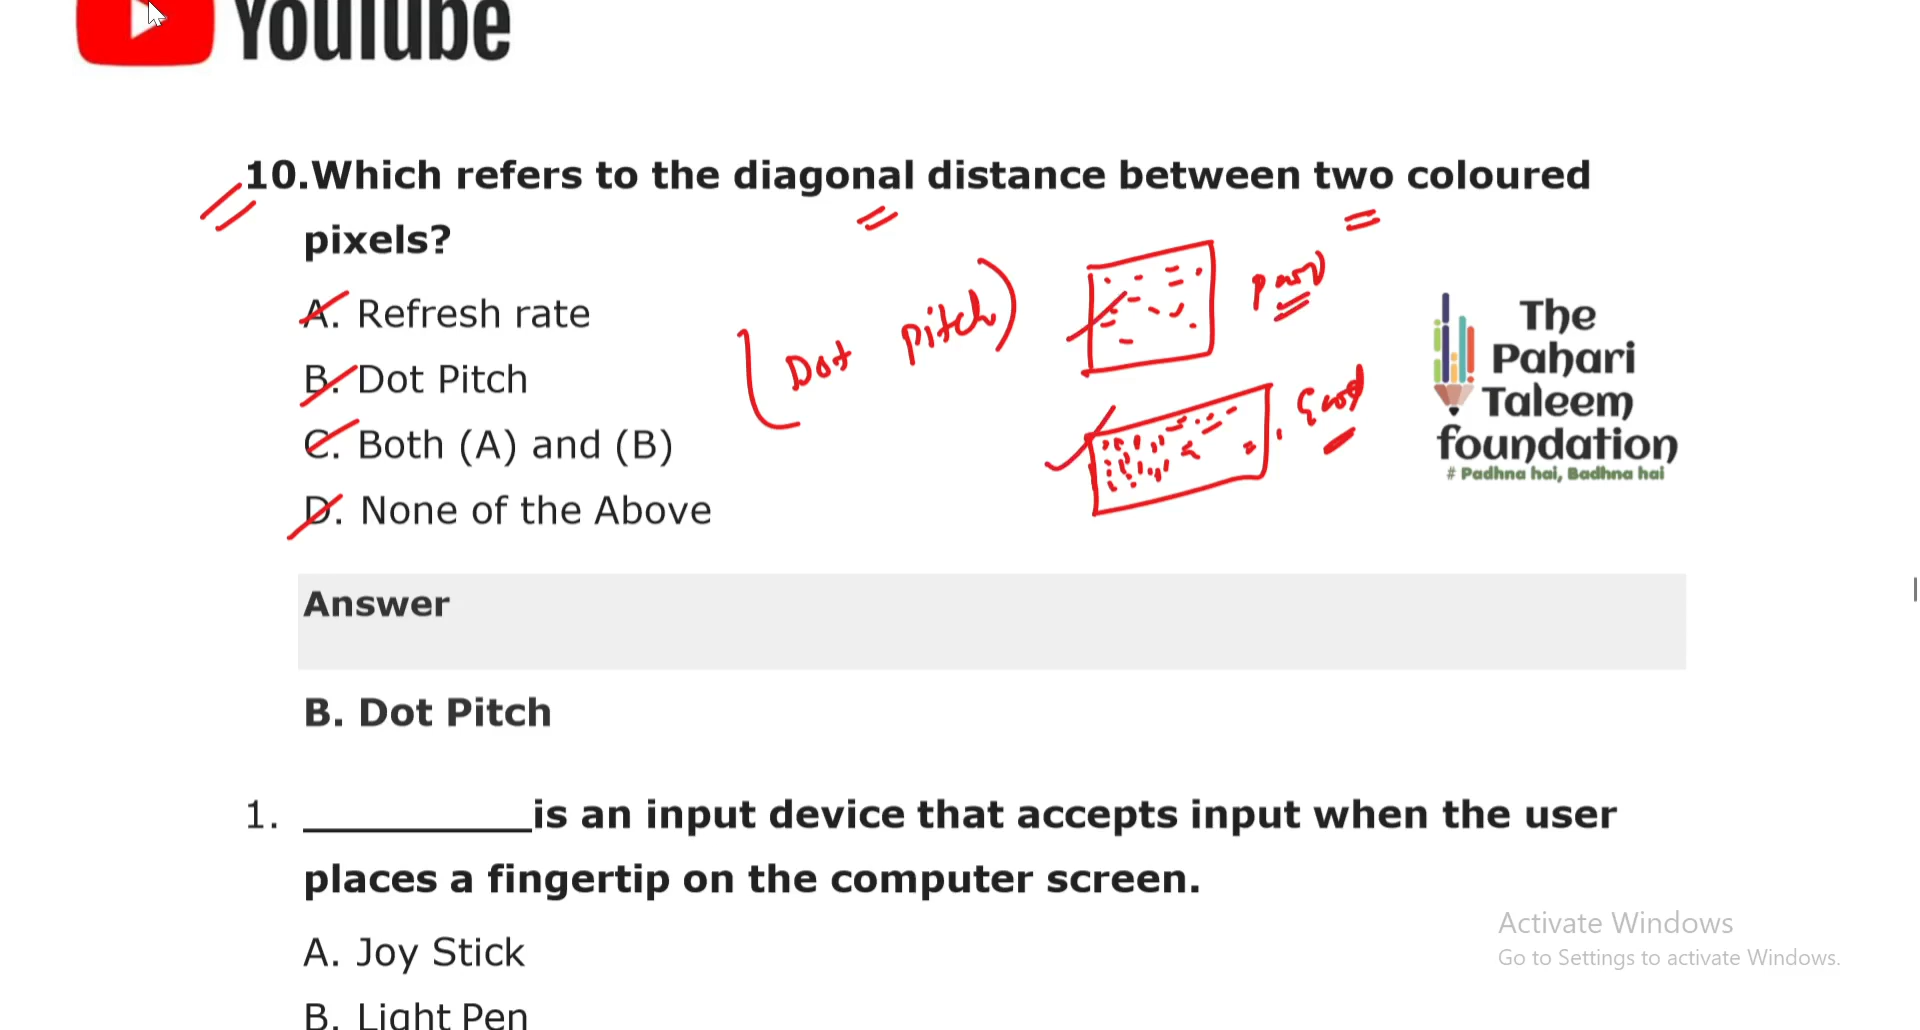 YouTube
10.Which refers to the diagonal distance between two coloured
pixels?
A. Refresh rate
B. Dot Pitch
C. Both (A) and (B)
D. None of the Above
(Dot Pitch)
Good
The
Pahari
Taleem
foundation
# Padhna hai, Badhna hai
Answer
B. Dot Pitch
1. _________is an input device that accepts input when the user
places a fingertip on the computer screen.
A. Joy Stick
B. Light Pen
Activate Windows
Go to Settings to activate Windows.